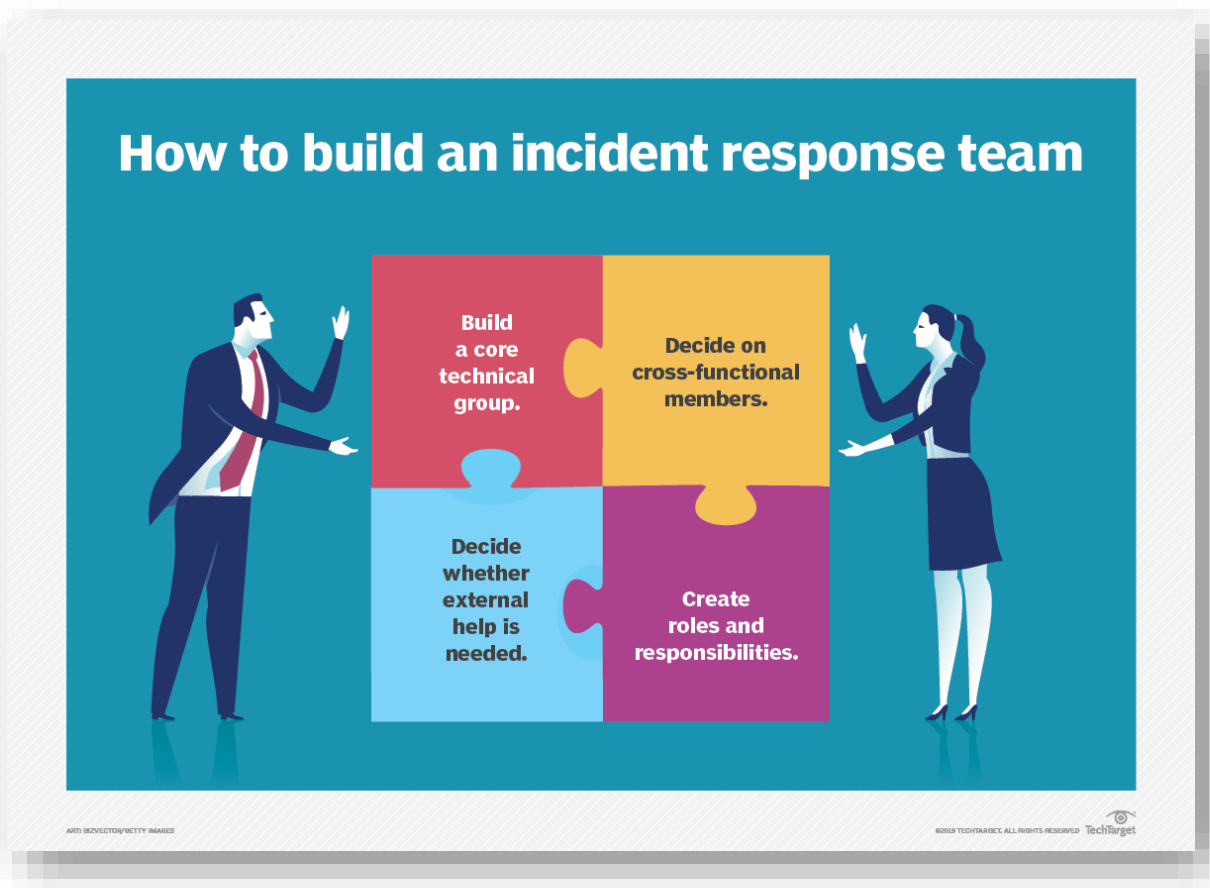 How to build an incident response team
Build
a core
technical
group.
Decide on
cross-functional
members.
Decide
whether
external
help is
needed.
Create
roles and
responsibilities.
ART: BIZVECTOR/GETTY IMAGES
©2019 TECHTARGET. ALL RIGHTS RESERVED TechTarget